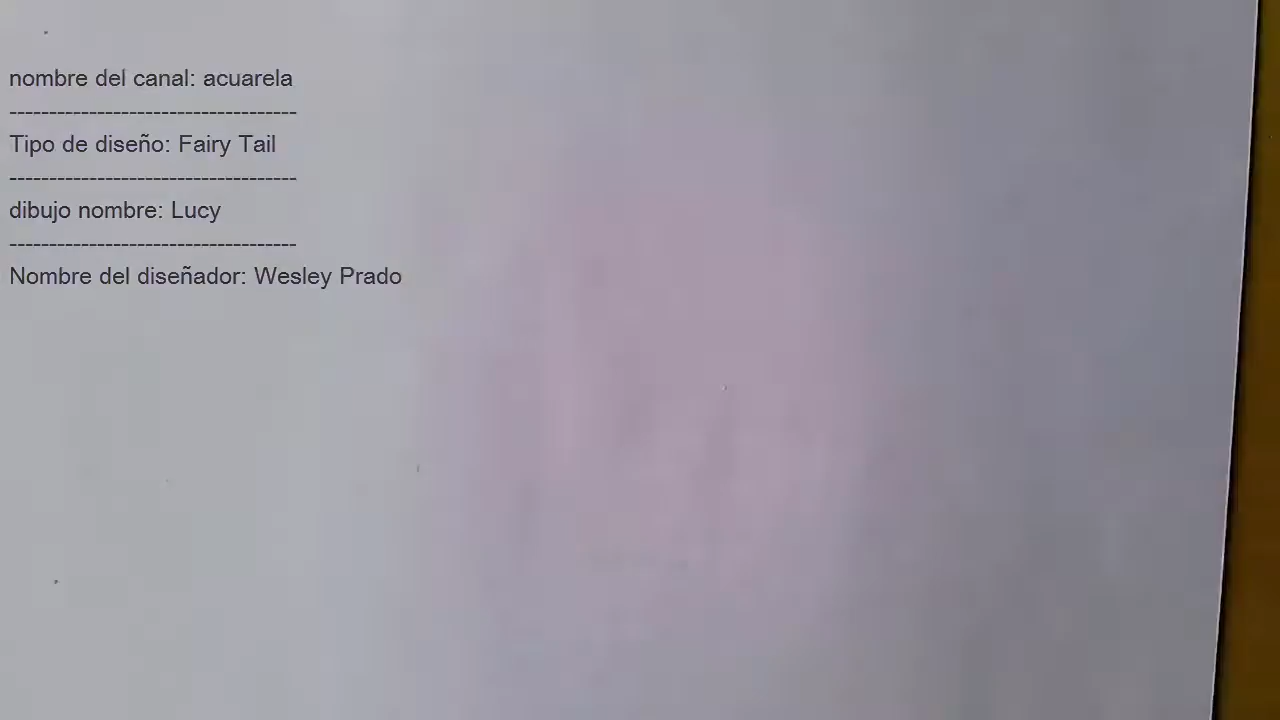 nombre del canal: acuarela
------------------------------------
Tipo de diseño: Fairy Tail
------------------------------------
dibujo nombre: Lucy
------------------------------------
Nombre del diseñador: Wesley Prado